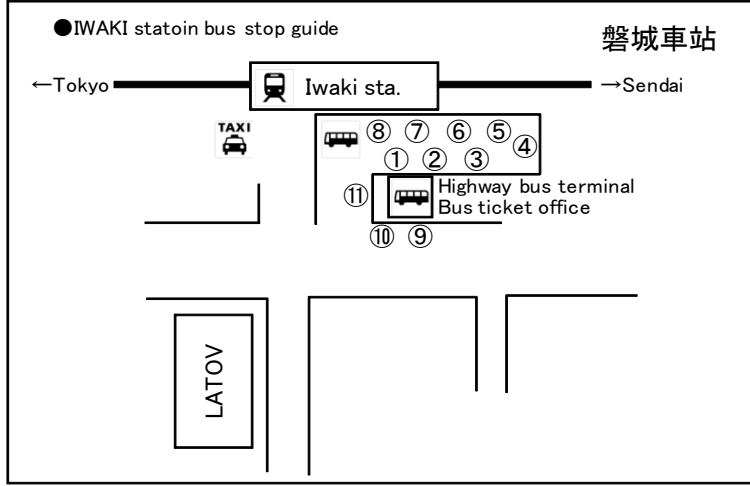 ●IWAKI statoin bus stop guide
磐城車站
←Tokyo
Iwaki sta.
→Sendai
TAXI
⑧ ⑦ ⑥ ⑤ ④
① ② ③
⑪
Highway bus terminal
Bus ticket office
⑩ ⑨
LATOV